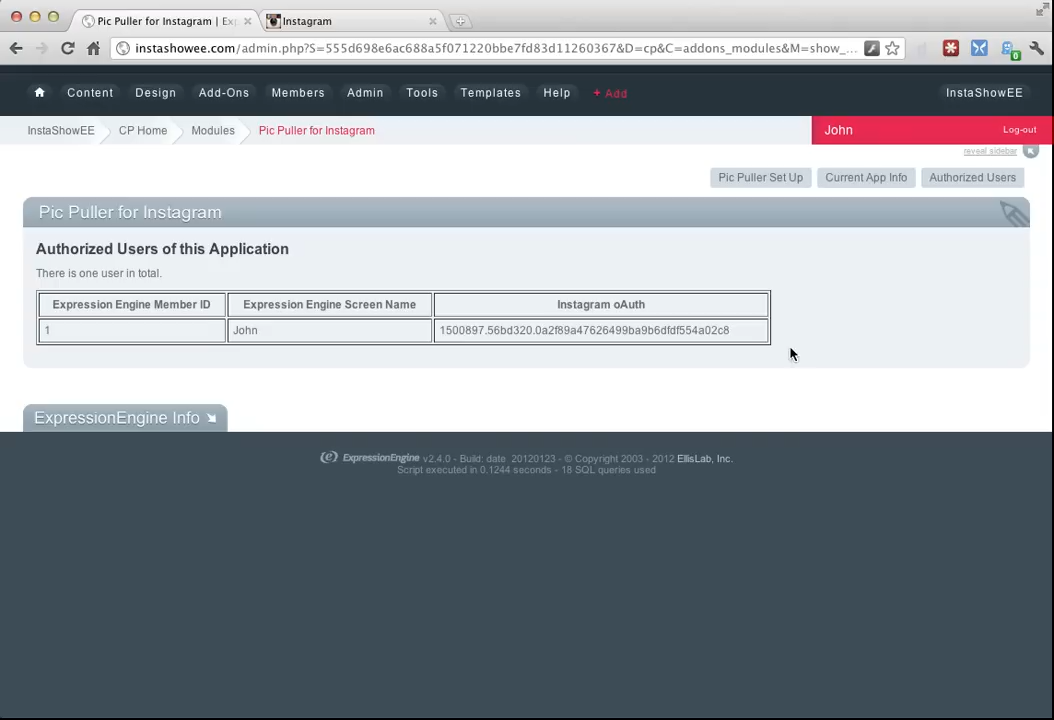 Pic Puller for Instagram | Exp
Instagram
instashowee.com/admin.php?S=555d698e6ac688a5f071220bbe7fd83d11260367&D=cp&C=addons_modules&M=show_...
0
Content Design Add-Ons Members Admin Tools Templates Help + Add InstaShowEE
InstaShowEE CP Home Modules Pic Puller for Instagram John Log-out
reveal sidebar
Pic Puller Set Up Current App Info Authorized Users
Pic Puller for Instagram
Authorized Users of this Application
There is one user in total.
Expression Engine Member ID Expression Engine Screen Name Instagram oAuth
1 John 1500897.56bd320.0a2f89a47626499ba9b6dfdf554a02c8
ExpressionEngine Info
ExpressionEngine v2.4.0 - Build: date 20120123 - © Copyright 2003 - 2012 EllisLab, Inc.
Script executed in 0.1244 seconds - 18 SQL queries used